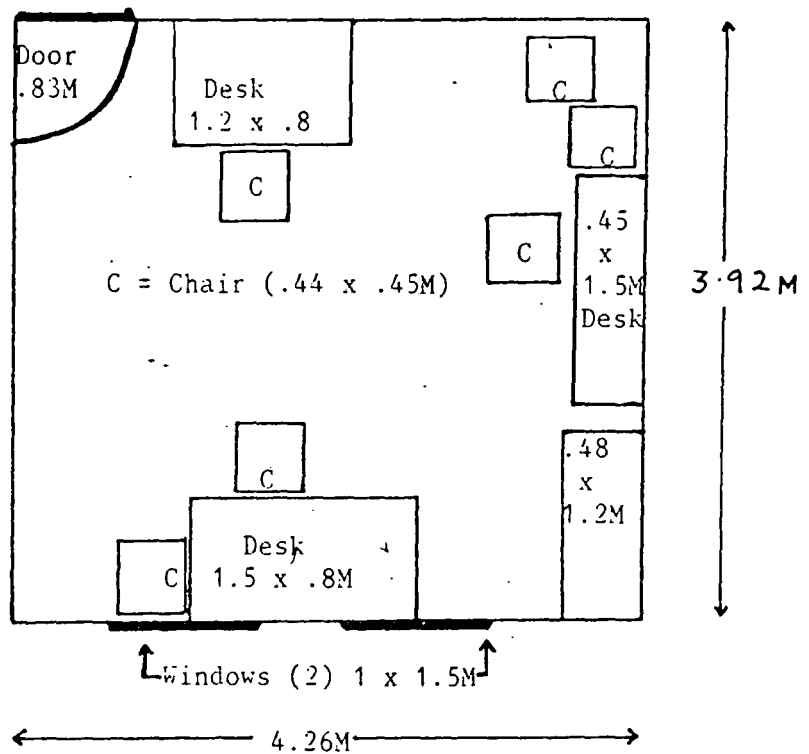 Door
.83M
Desk
1.2 x .8
C
C
C
C
.45
x
1.5M
Desk
C = Chair (.44 x .45M)
3.92M
C
.48
x
1.2M
Desk
1.5 x .8M
C
Windows (2) 1 x 1.5M
4.26M